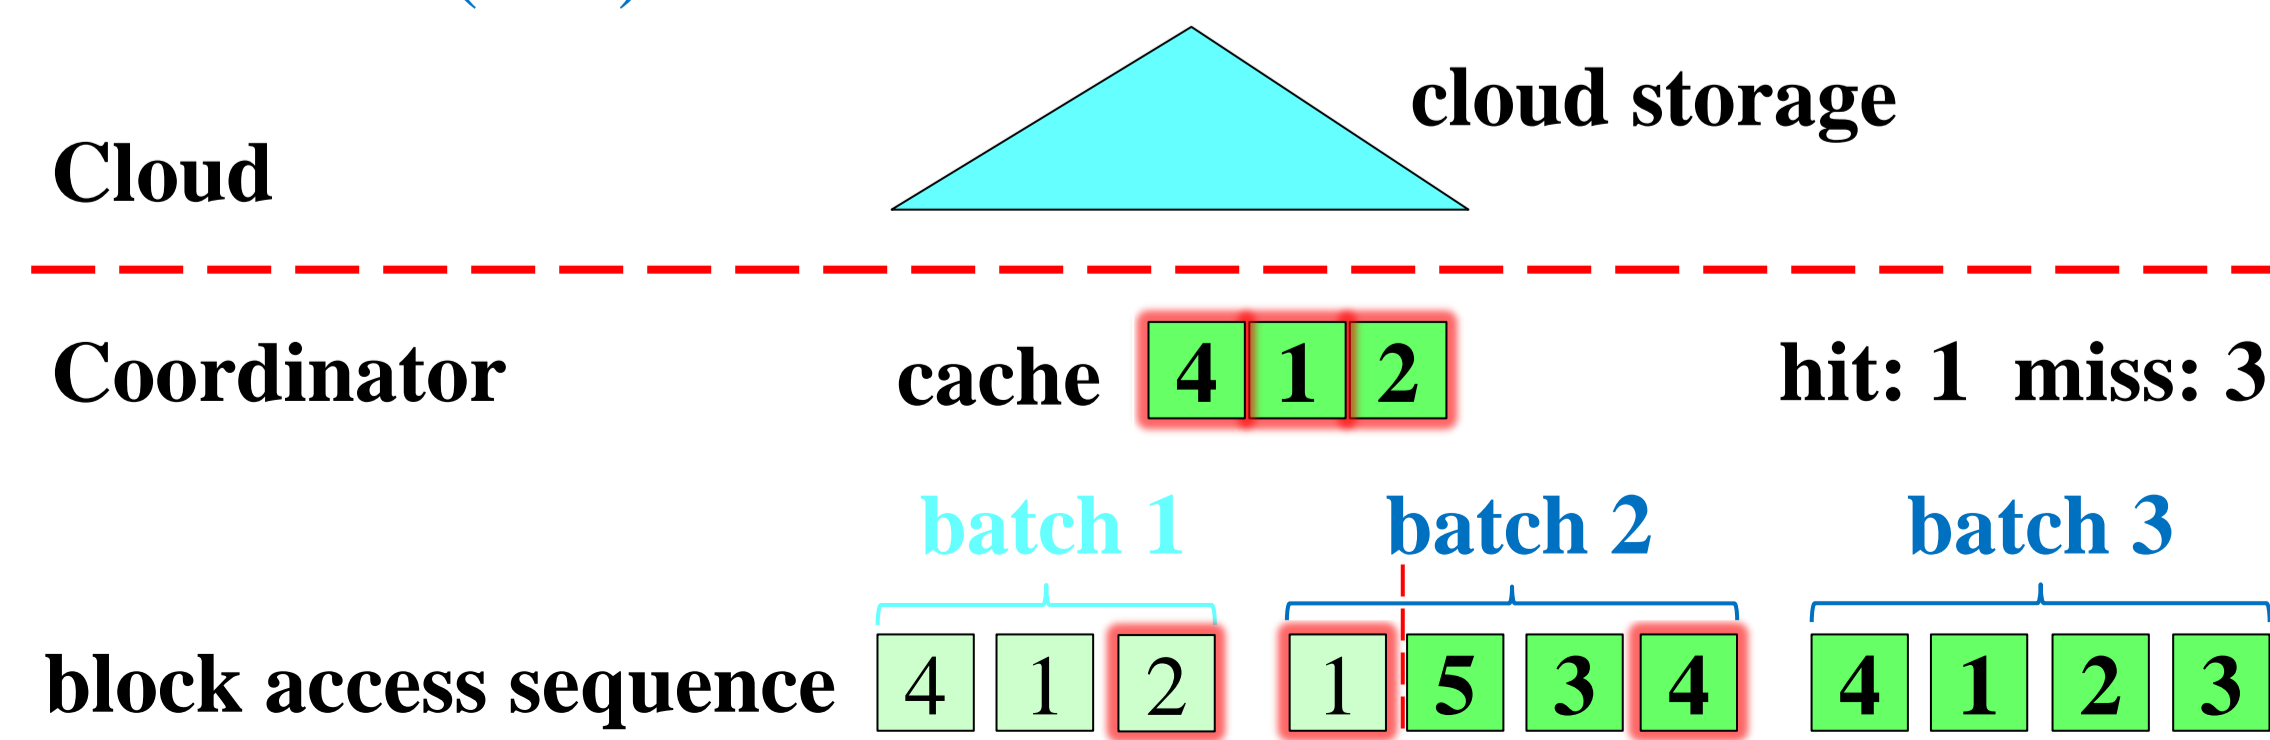 cloud storage
Cloud
Coordinator cache 4 1 2 hit: 1 miss: 3
batch 1 batch 2 batch 3
block access sequence 4 1 2 1 5 3 4 4 1 2 3